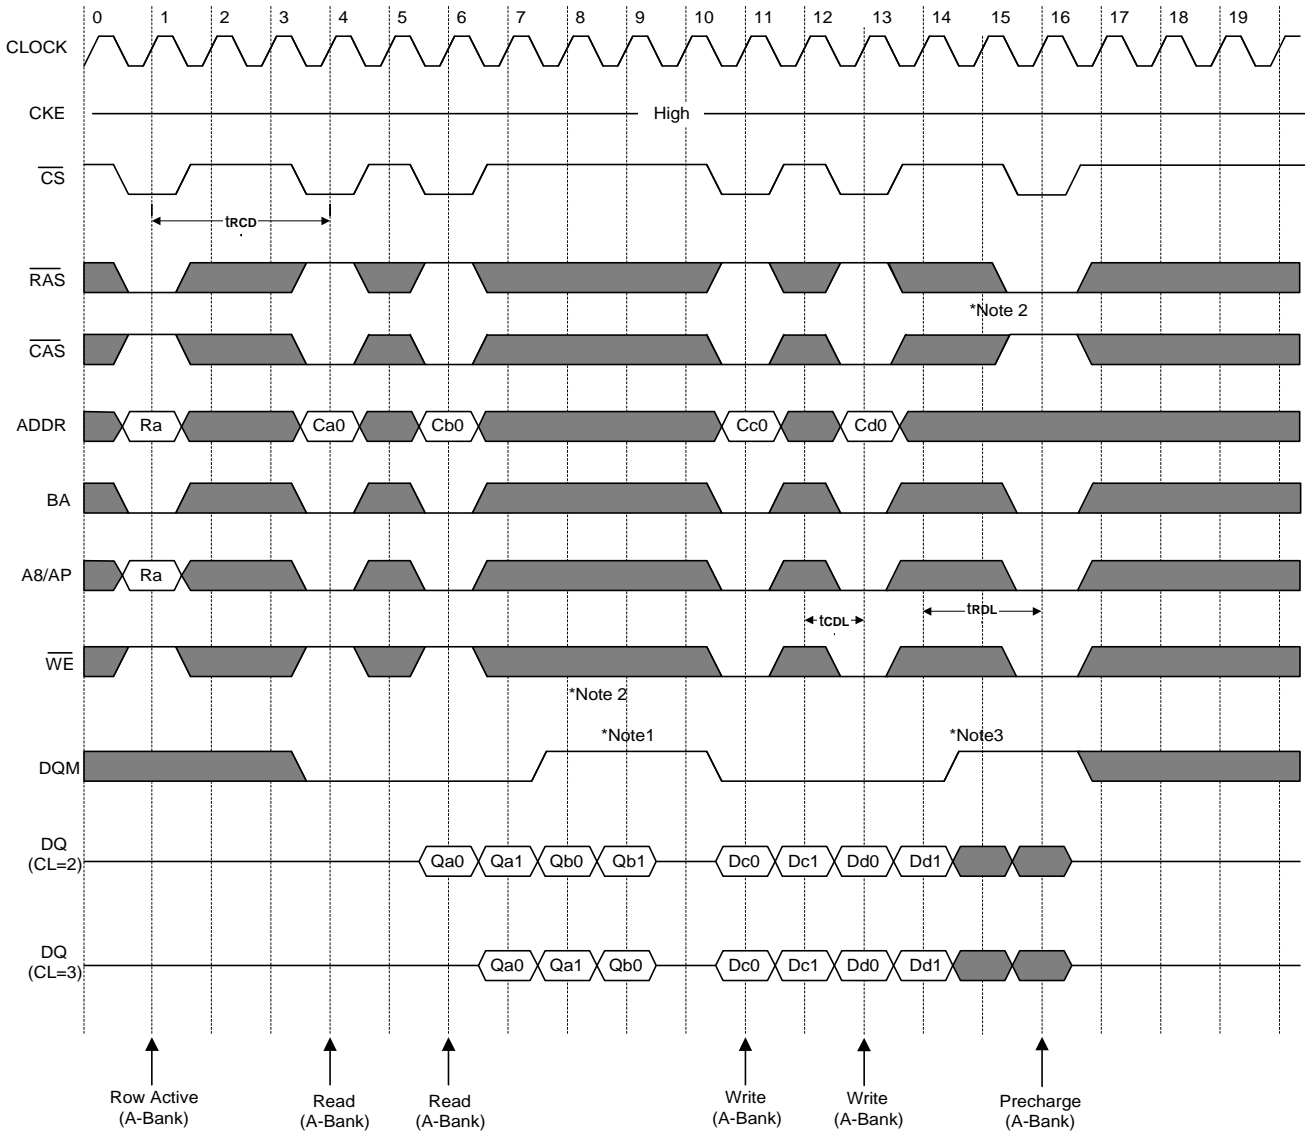 0 1 2 3 4 5 6 7 8 9 10 11 12 13 14 15 16 17 18 19
CLOCK
CKE High
CS
tRCD
RAS
*Note 2
CAS
ADDR Ra Ca0 Cb0 Cc0 Cd0
BA
A8/AP Ra
tCDL tRDL
WE
*Note 2
*Note1 *Note3
DQM
DQ
(CL=2) Qa0 Qa1 Qb0 Qb1 Dc0 Dc1 Dd0 Dd1
DQ
(CL=3) Qa0 Qa1 Qb0 Dc0 Dc1 Dd0 Dd1
Row Active
(A-Bank)
Read
(A-Bank)
Read
(A-Bank)
Write
(A-Bank)
Write
(A-Bank)
Precharge
(A-Bank)